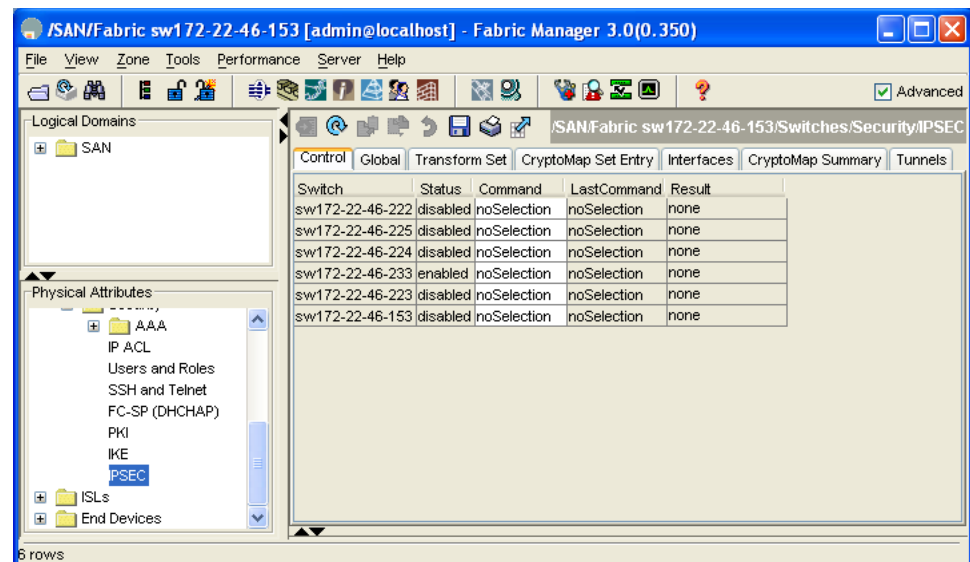 /SAN/Fabric sw172-22-46-153 [admin@localhost] - Fabric Manager 3.0(0.350)
File View Zone Tools Performance Server Help
Advanced
Logical Domains
SAN
/SAN/Fabric sw172-22-46-153/Switches/Security/IPSEC
Control Global Transform Set CryptoMap Set Entry Interfaces CryptoMap Summary Tunnels
Switch Status Command LastCommand Result
sw172-22-46-222 disabled noSelection noSelection none
sw172-22-46-225 disabled noSelection noSelection none
sw172-22-46-224 disabled noSelection noSelection none
sw172-22-46-233 enabled noSelection noSelection none
sw172-22-46-223 disabled noSelection noSelection none
sw172-22-46-153 disabled noSelection noSelection none
Physical Attributes
AAA
IP ACL
Users and Roles
SSH and Telnet
FC-SP (DHCHAP)
PKI
IKE
IPSEC
ISLs
End Devices
6 rows